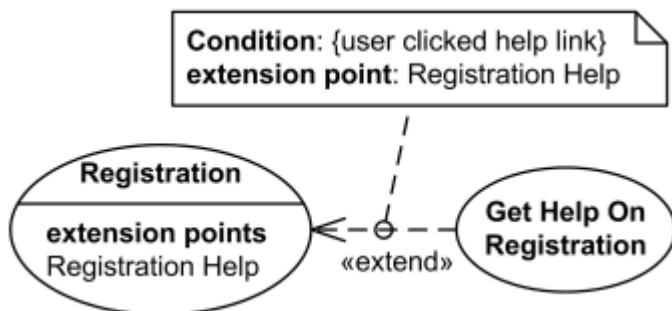 Condition: {user clicked help link}
extension point: Registration Help
Registration
extension points
Registration Help
«extend»
Get Help On
Registration